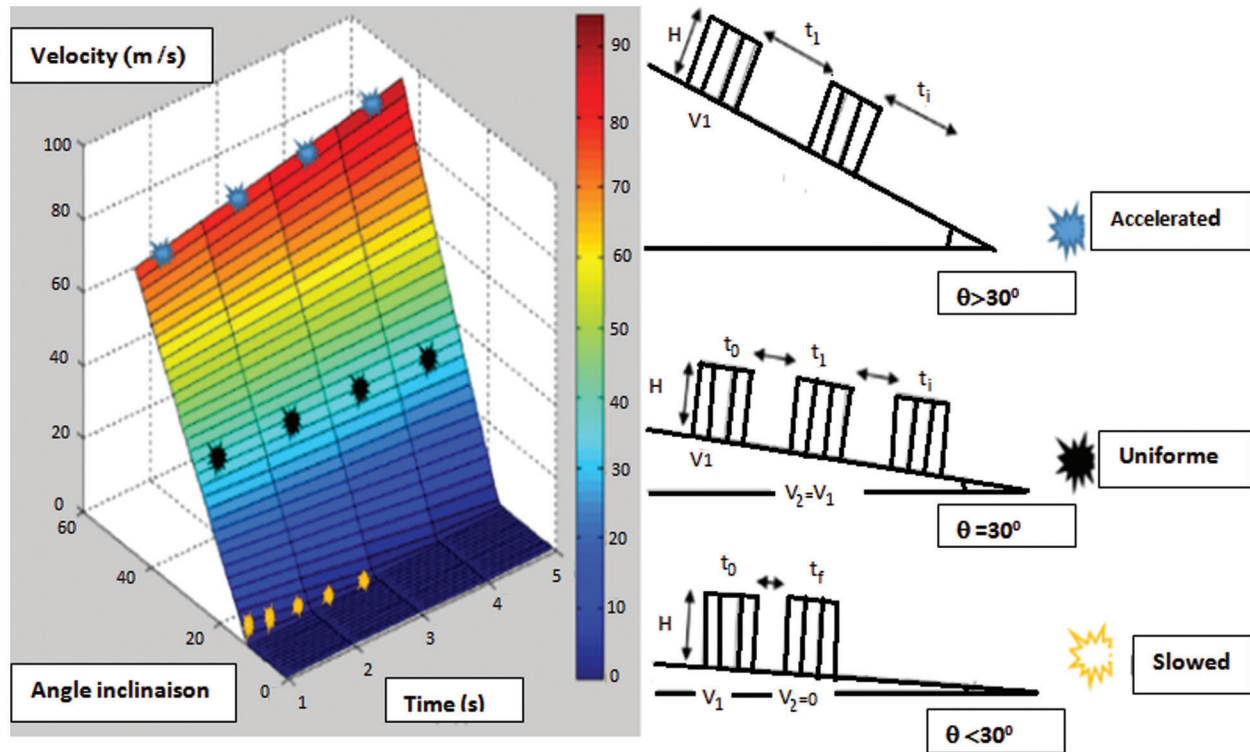 Velocity (m /s)
100
80
60
40
20
0
60
40
20
0
1
2
3
4
5
Angle inclinaison
Time (s)
90
80
70
60
50
40
30
20
10
0
H
t1
ti
V1
θ>30⁰
Accelerated
t0
t1
ti
H
V1
V2=V1
θ =30⁰
Uniforme
t0
tf
H
V1
V2=0
θ <30⁰
Slowed